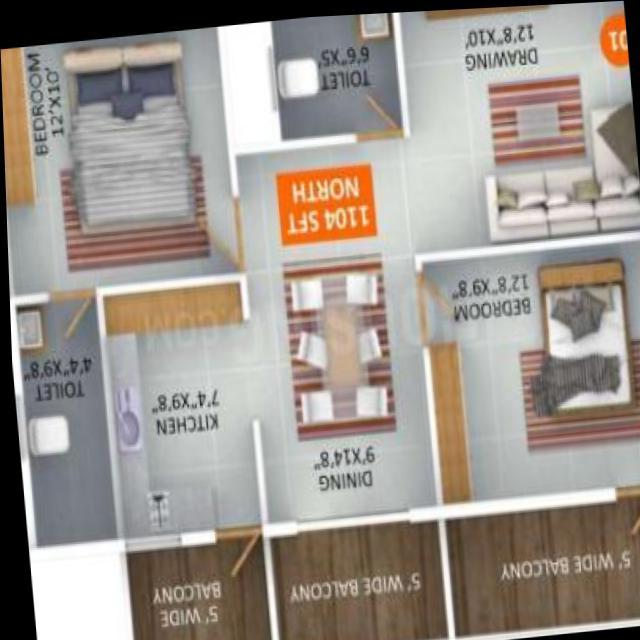 5' WIDE BALCONY
5' WIDE BALCONY
5' WIDE
BALCONY
DINING
9'X14'8"
KITCHEN
7'4"X9'8"
TOILET
4'4"X9'8"
BEDROOM
12'8"X9'8"
1104 SFT
NORTH
BEDROOM
12'X10'
TOILET
6'6"X5'
DRAWING
12'8"X10'
01